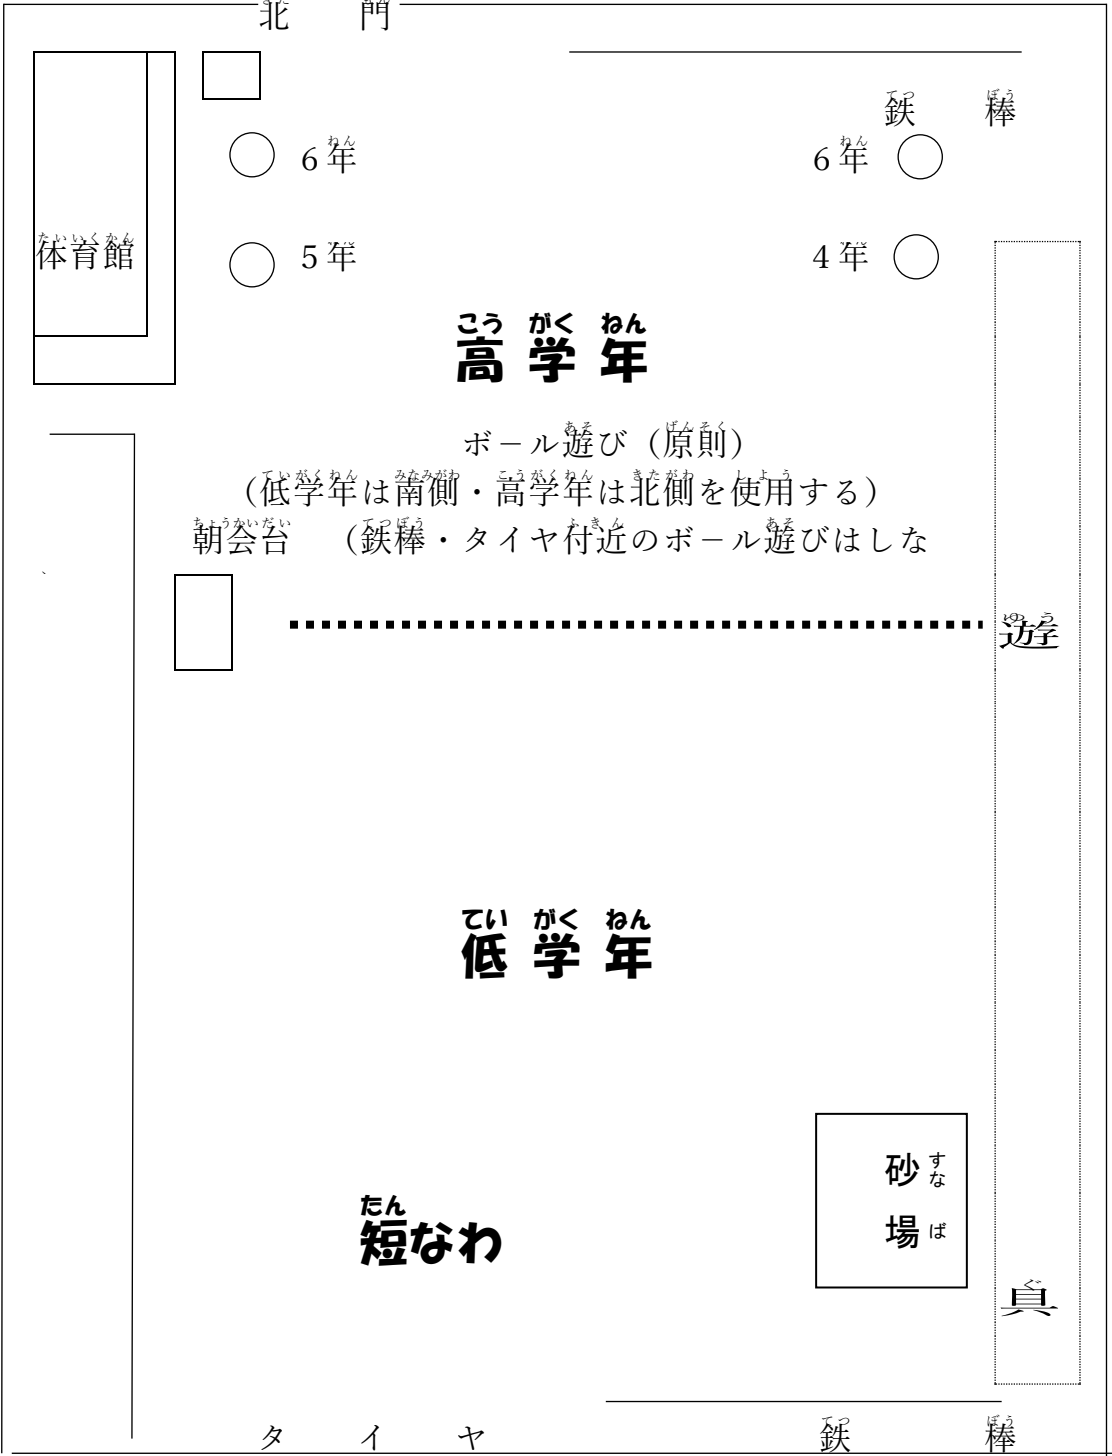 北門
鉄棒
6年 6年
体育館 5年 4年
高学年
ボール遊び（原則）
（低学年は南側・高学年は北側を使用する）
朝会台 （鉄棒・タイヤ付近のボール遊びはしな
遊具
低学年
砂場
短なわ
タイヤ 鉄棒